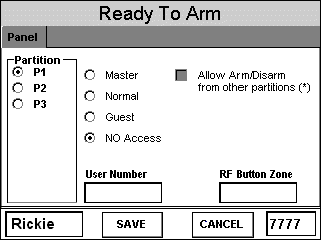 Ready To Arm
Panel
Partition
P1
P2
P3
Master
Normal
Guest
NO Access
Allow Arm/Disarm
from other partitions (*)
User Number
RF Button Zone
Rickie
SAVE
CANCEL
7777